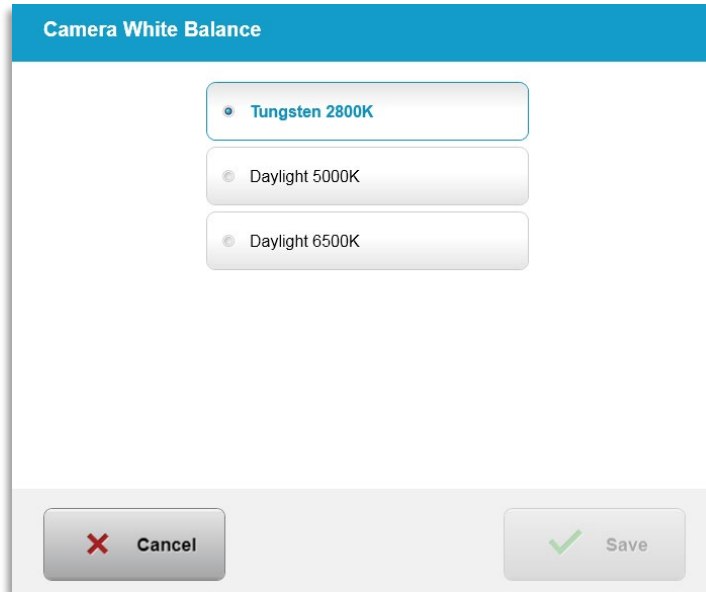 Camera White Balance
Tungsten 2800K
Daylight 5000K
Daylight 6500K
Cancel
Save